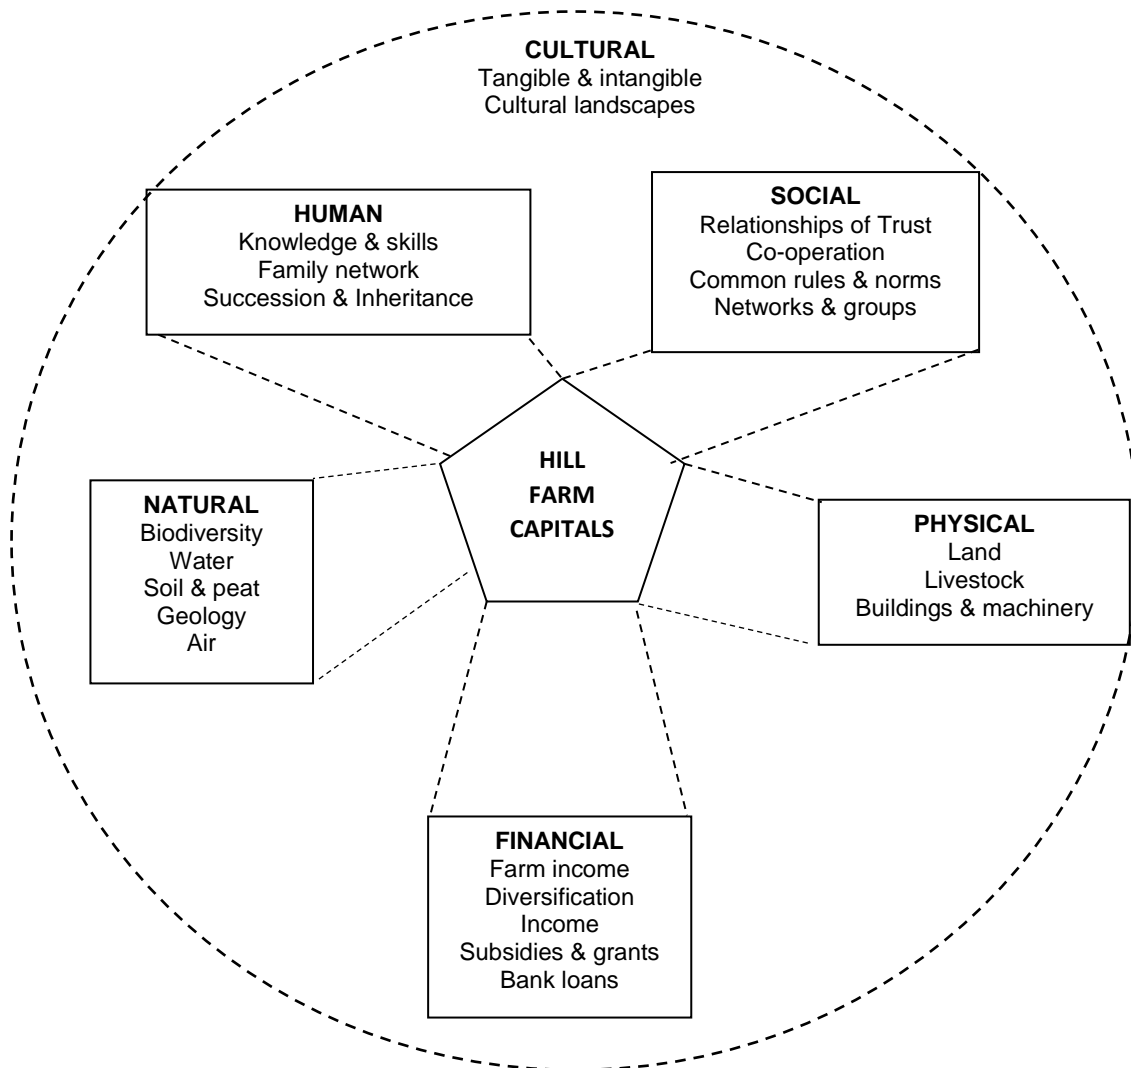 CULTURAL
Tangible & intangible
Cultural landscapes
HUMAN
Knowledge & skills
Family network
Succession & Inheritance
SOCIAL
Relationships of Trust
Co-operation
Common rules & norms
Networks & groups
HILL
FARM
CAPITALS
NATURAL
Biodiversity
Water
Soil & peat
Geology
Air
PHYSICAL
Land
Livestock
Buildings & machinery
FINANCIAL
Farm income
Diversification
Income
Subsidies & grants
Bank loans